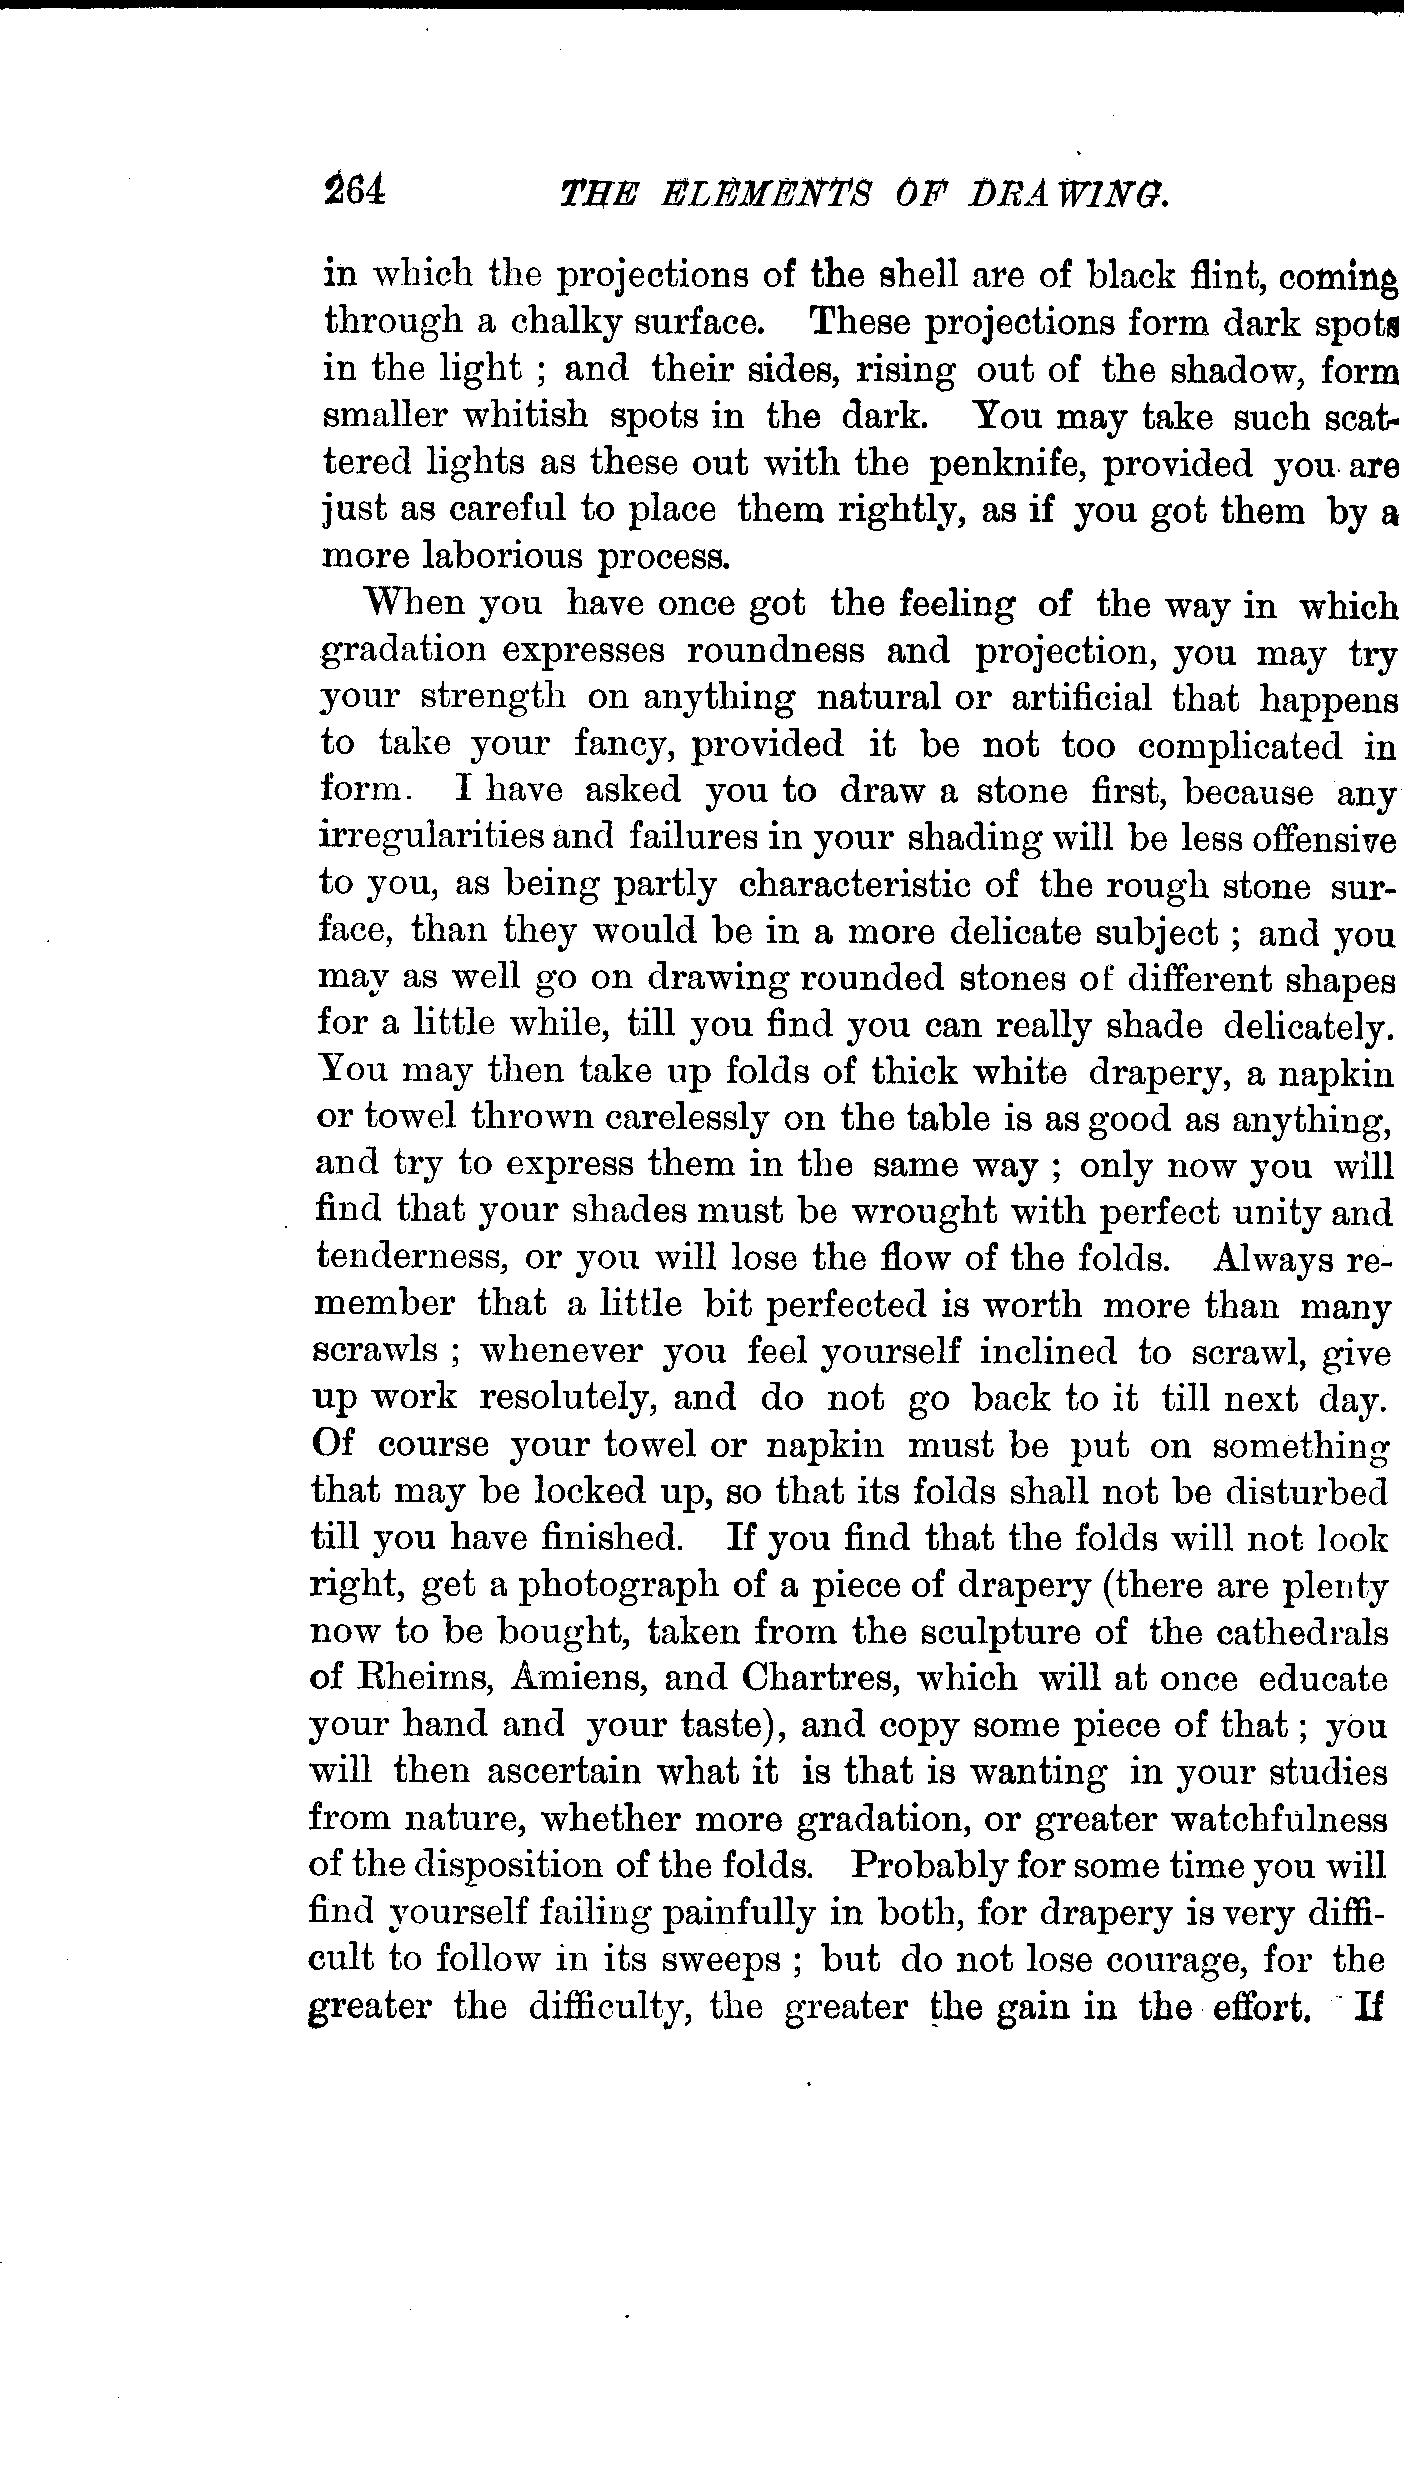 264 THE ELEMENTS OF DRAWING.
in which the projections of the shell are of black flint, coming
through a chalky surface. These projections form dark spots
in the light ; and their sides, rising out of the shadow, form
smaller whitish spots in the dark. You may take such scat-
tered lights as these out with the penknife, provided you are
just as careful to place them rightly, as if you got them by a
more laborious process.
When you have once got the feeling of the way in which
gradation expresses roundness and projection, you may try
your strength on anything natural or artificial that happens
to take your fancy, provided it be not too complicated in
form. I have asked you to draw a stone first, because any
irregularities and failures in your shading will be less offensive
to you, as being partly characteristic of the rough stone sur-
face, than they would be in a more delicate subject ; and you
may as well go on drawing rounded stones of different shapes
for a little while, till you find you can really shade delicately.
You may then take up folds of thick white drapery, a napkin
or towel thrown carelessly on the table is as good as anything,
and try to express them in the same way ; only now you will
find that your shades must be wrought with perfect unity and
tenderness, or you will lose the flow of the folds. Always re-
member that a little bit perfected is worth more than many
scrawls ; whenever you feel yourself inclined to scrawl, give
up work resolutely, and do not go back to it till next day.
Of course your towel or napkin must be put on something
that may be locked up, so that its folds shall not be disturbed
till you have finished. If you find that the folds will not look
right, get a photograph of a piece of drapery (there are plenty
now to be bought, taken from the sculpture of the cathedrals
of Rheims, Amiens, and Chartres, which will at once educate
your hand and your taste), and copy some piece of that ; you
will then ascertain what it is that is wanting in your studies
from nature, whether more gradation, or greater watchfulness
of the disposition of the folds. Probably for some time you will
find yourself failing painfully in both, for drapery is very diffi-
cult to follow in its sweeps ; but do not lose courage, for the
greater the difficulty, the greater the gain in the effort. If